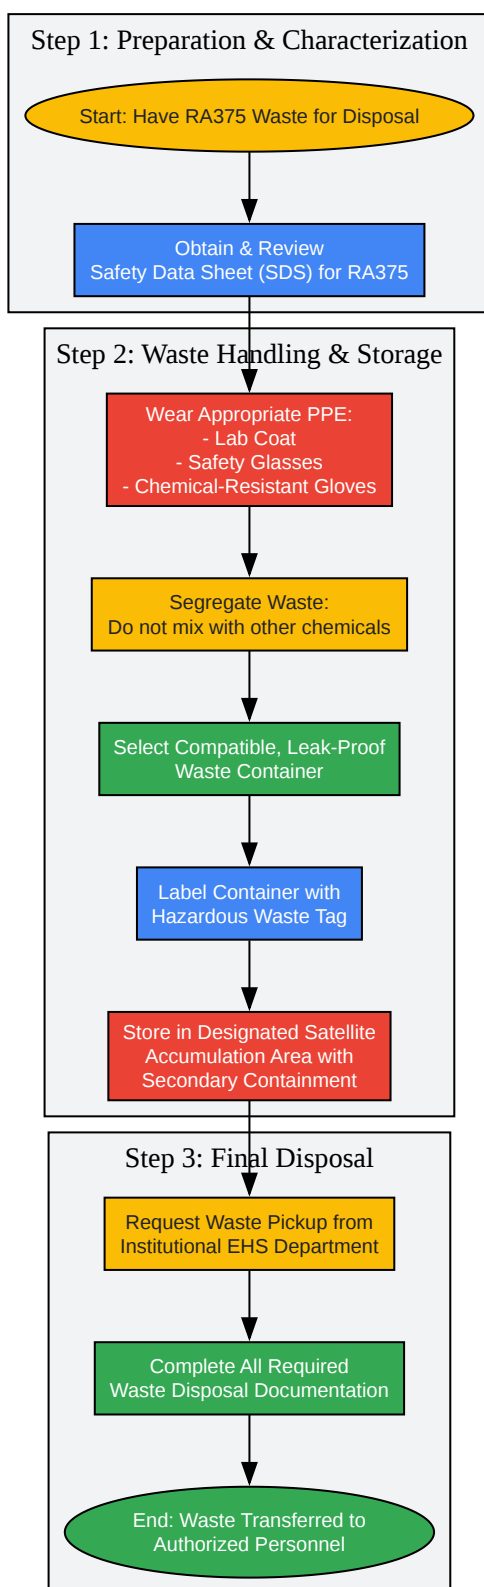 Step 1: Preparation & Characterization
Start: Have RA375 Waste for Disposal
Obtain & Review
Safety Data Sheet (SDS) for RA375
Step 2: Waste Handling & Storage
Wear Appropriate PPE:
- Lab Coat
- Safety Glasses
- Chemical-Resistant Gloves
Segregate Waste:
Do not mix with other chemicals
Select Compatible, Leak-Proof
Waste Container
Label Container with
Hazardous Waste Tag
Store in Designated Satellite
Accumulation Area with
Secondary Containment
Step 3: Final Disposal
Request Waste Pickup from
Institutional EHS Department
Complete All Required
Waste Disposal Documentation
End: Waste Transferred to
Authorized Personnel